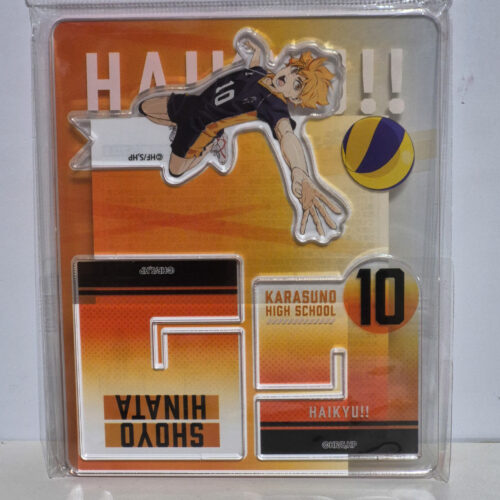 HAIKYU!!
10
©HF/S,HP
©HF/S,HP
10
KARASUNO
HIGH SCHOOL
SHOYO
HINATA
HAIKYU!!
©HF/S,HP